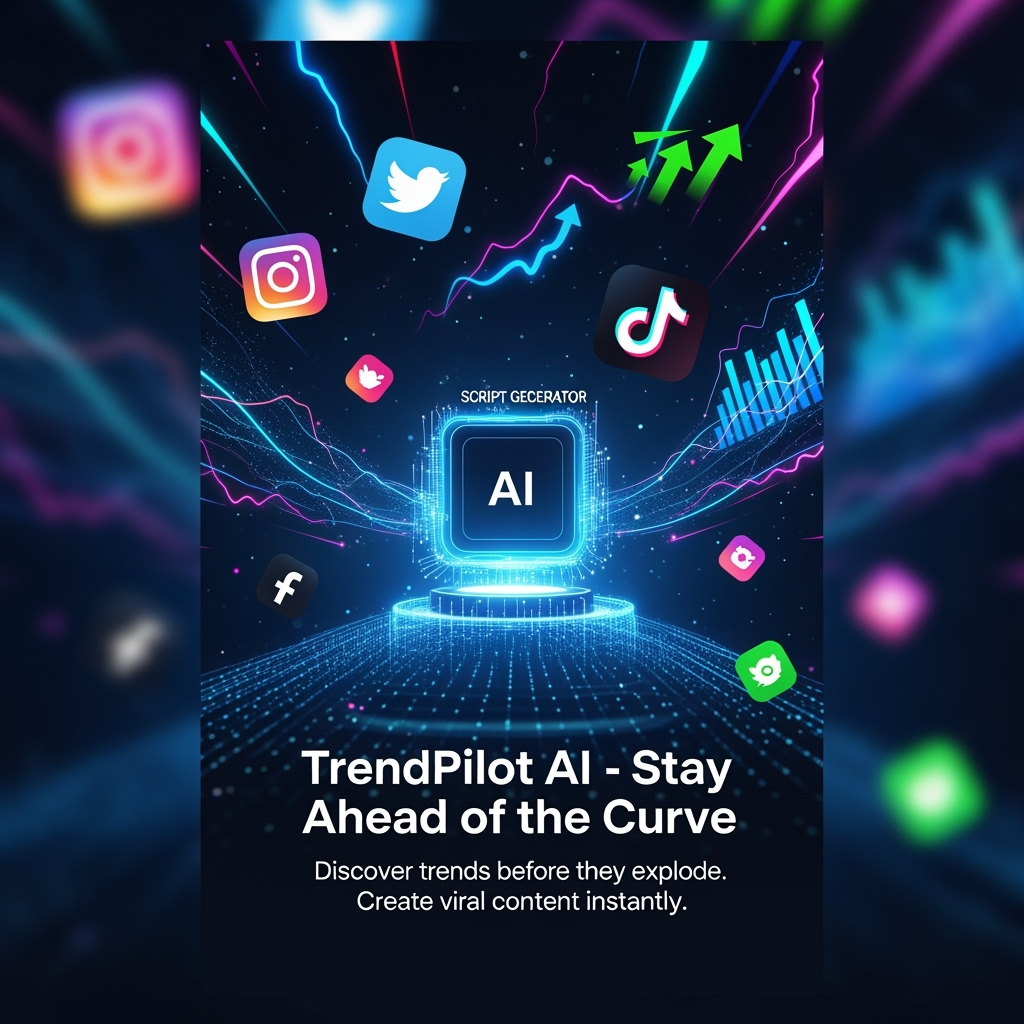 SCRIPT GECERATOR
AI
TrendPilot AI - Stay
Ahead of the Curve
Discover trends before they explode.
Create viral content instantly.